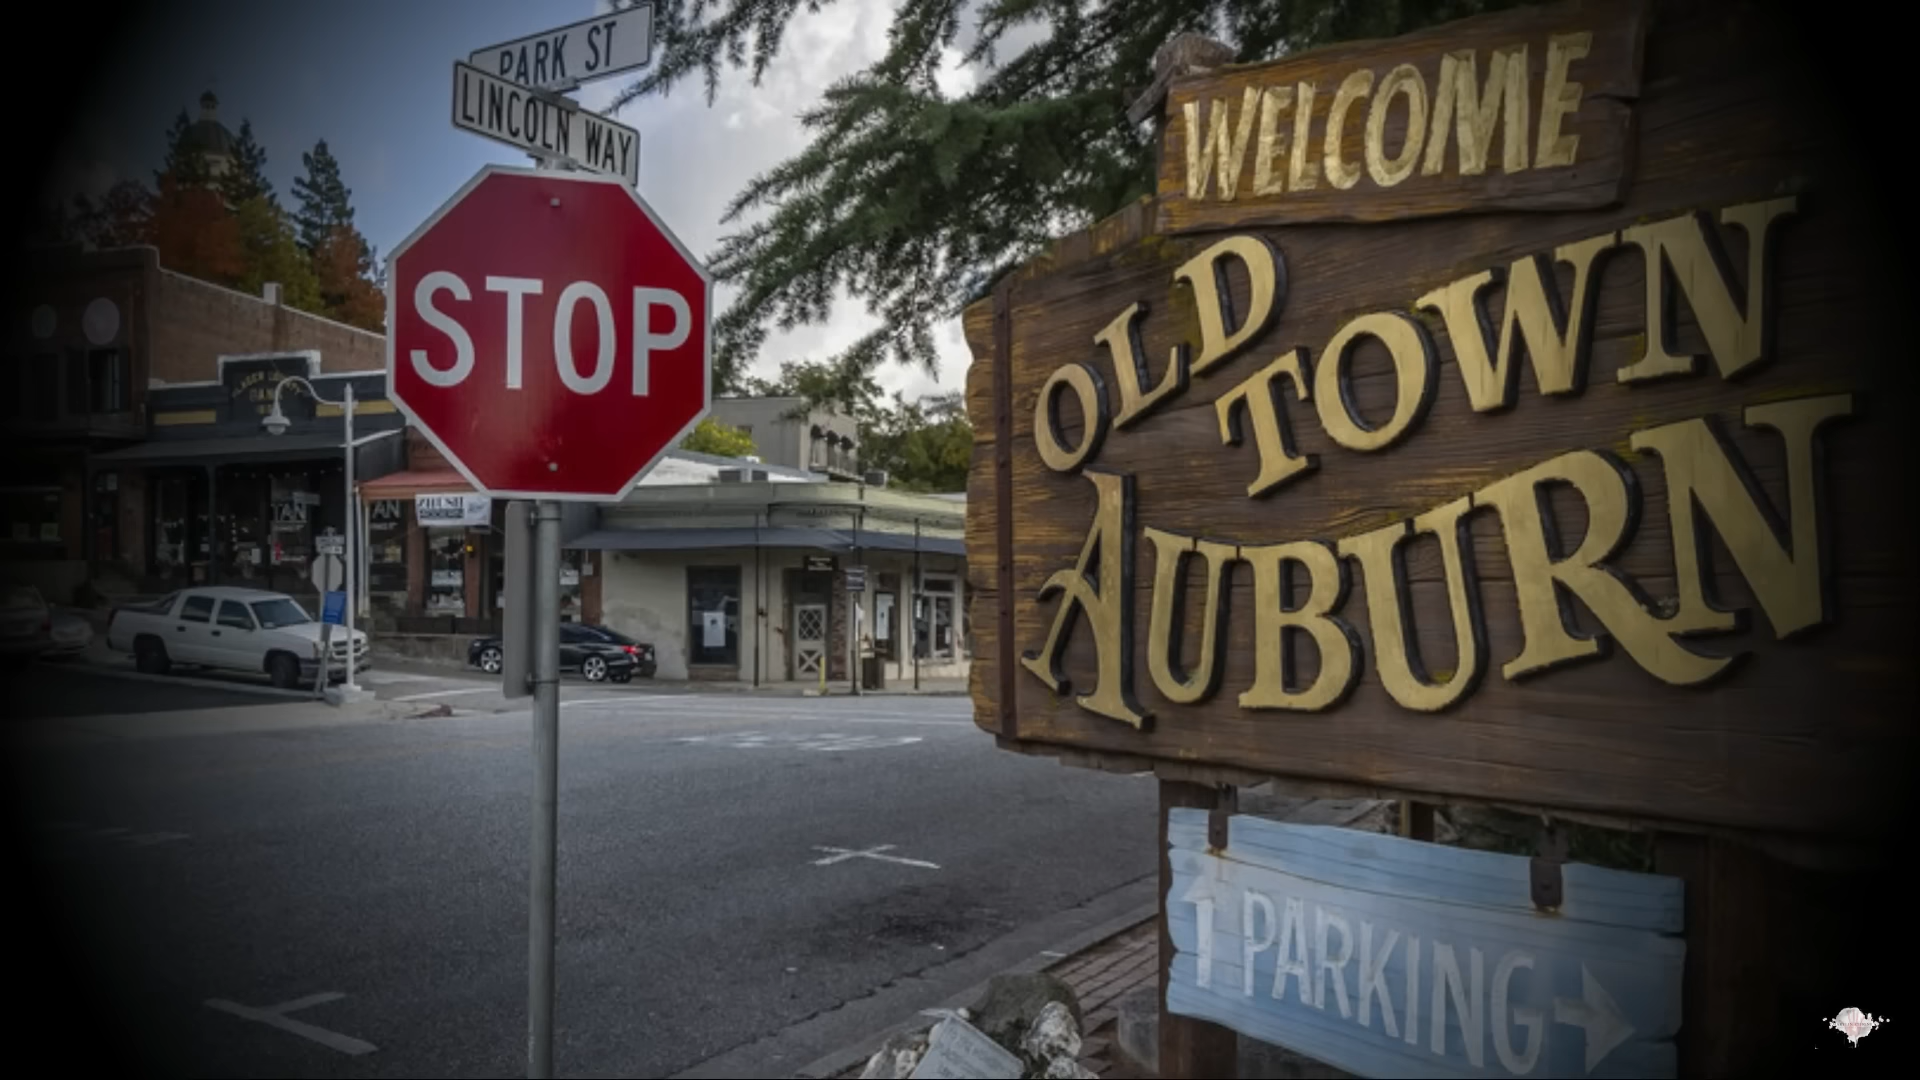 PARK ST
LINCOLN WAY
STOP
WELCOME
OLD
TOWN
AUBURN
PARKING